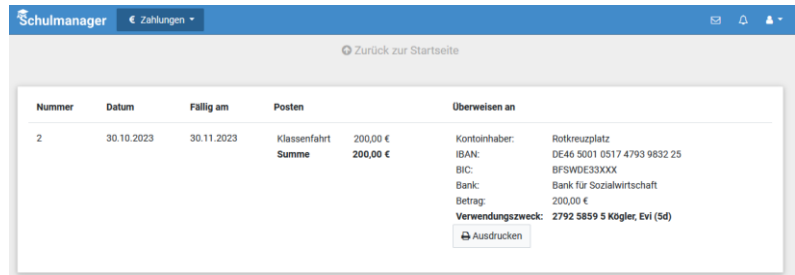 Schulmanager € Zahlungen
Zurück zur Startseite
Nummer Datum Fällig am Posten Überweisen an
2 30.10.2023 30.11.2023 Klassenfahrt 200,00 € Kontoinhaber: Rotkreuzplatz
Summe 200,00 € IBAN: DE46 5001 0517 4793 9832 25
BIC: BFSWDE33XXX
Bank: Bank für Sozialwirtschaft
Betrag: 200,00 €
Verwendungszweck: 2792 5859 5 Kögler, Evi (5d)
Ausdrucken